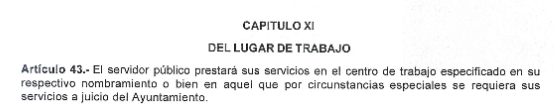 CAPITULO XI
DEL LUGAR DE TRABAJO
Artículo 43.- El servidor público prestará sus servicios en el centro de trabajo especificado en su
respectivo nombramiento o bien en aquel que por circunstancias especiales se requiera sus
servicios a juicio del Ayuntamiento.